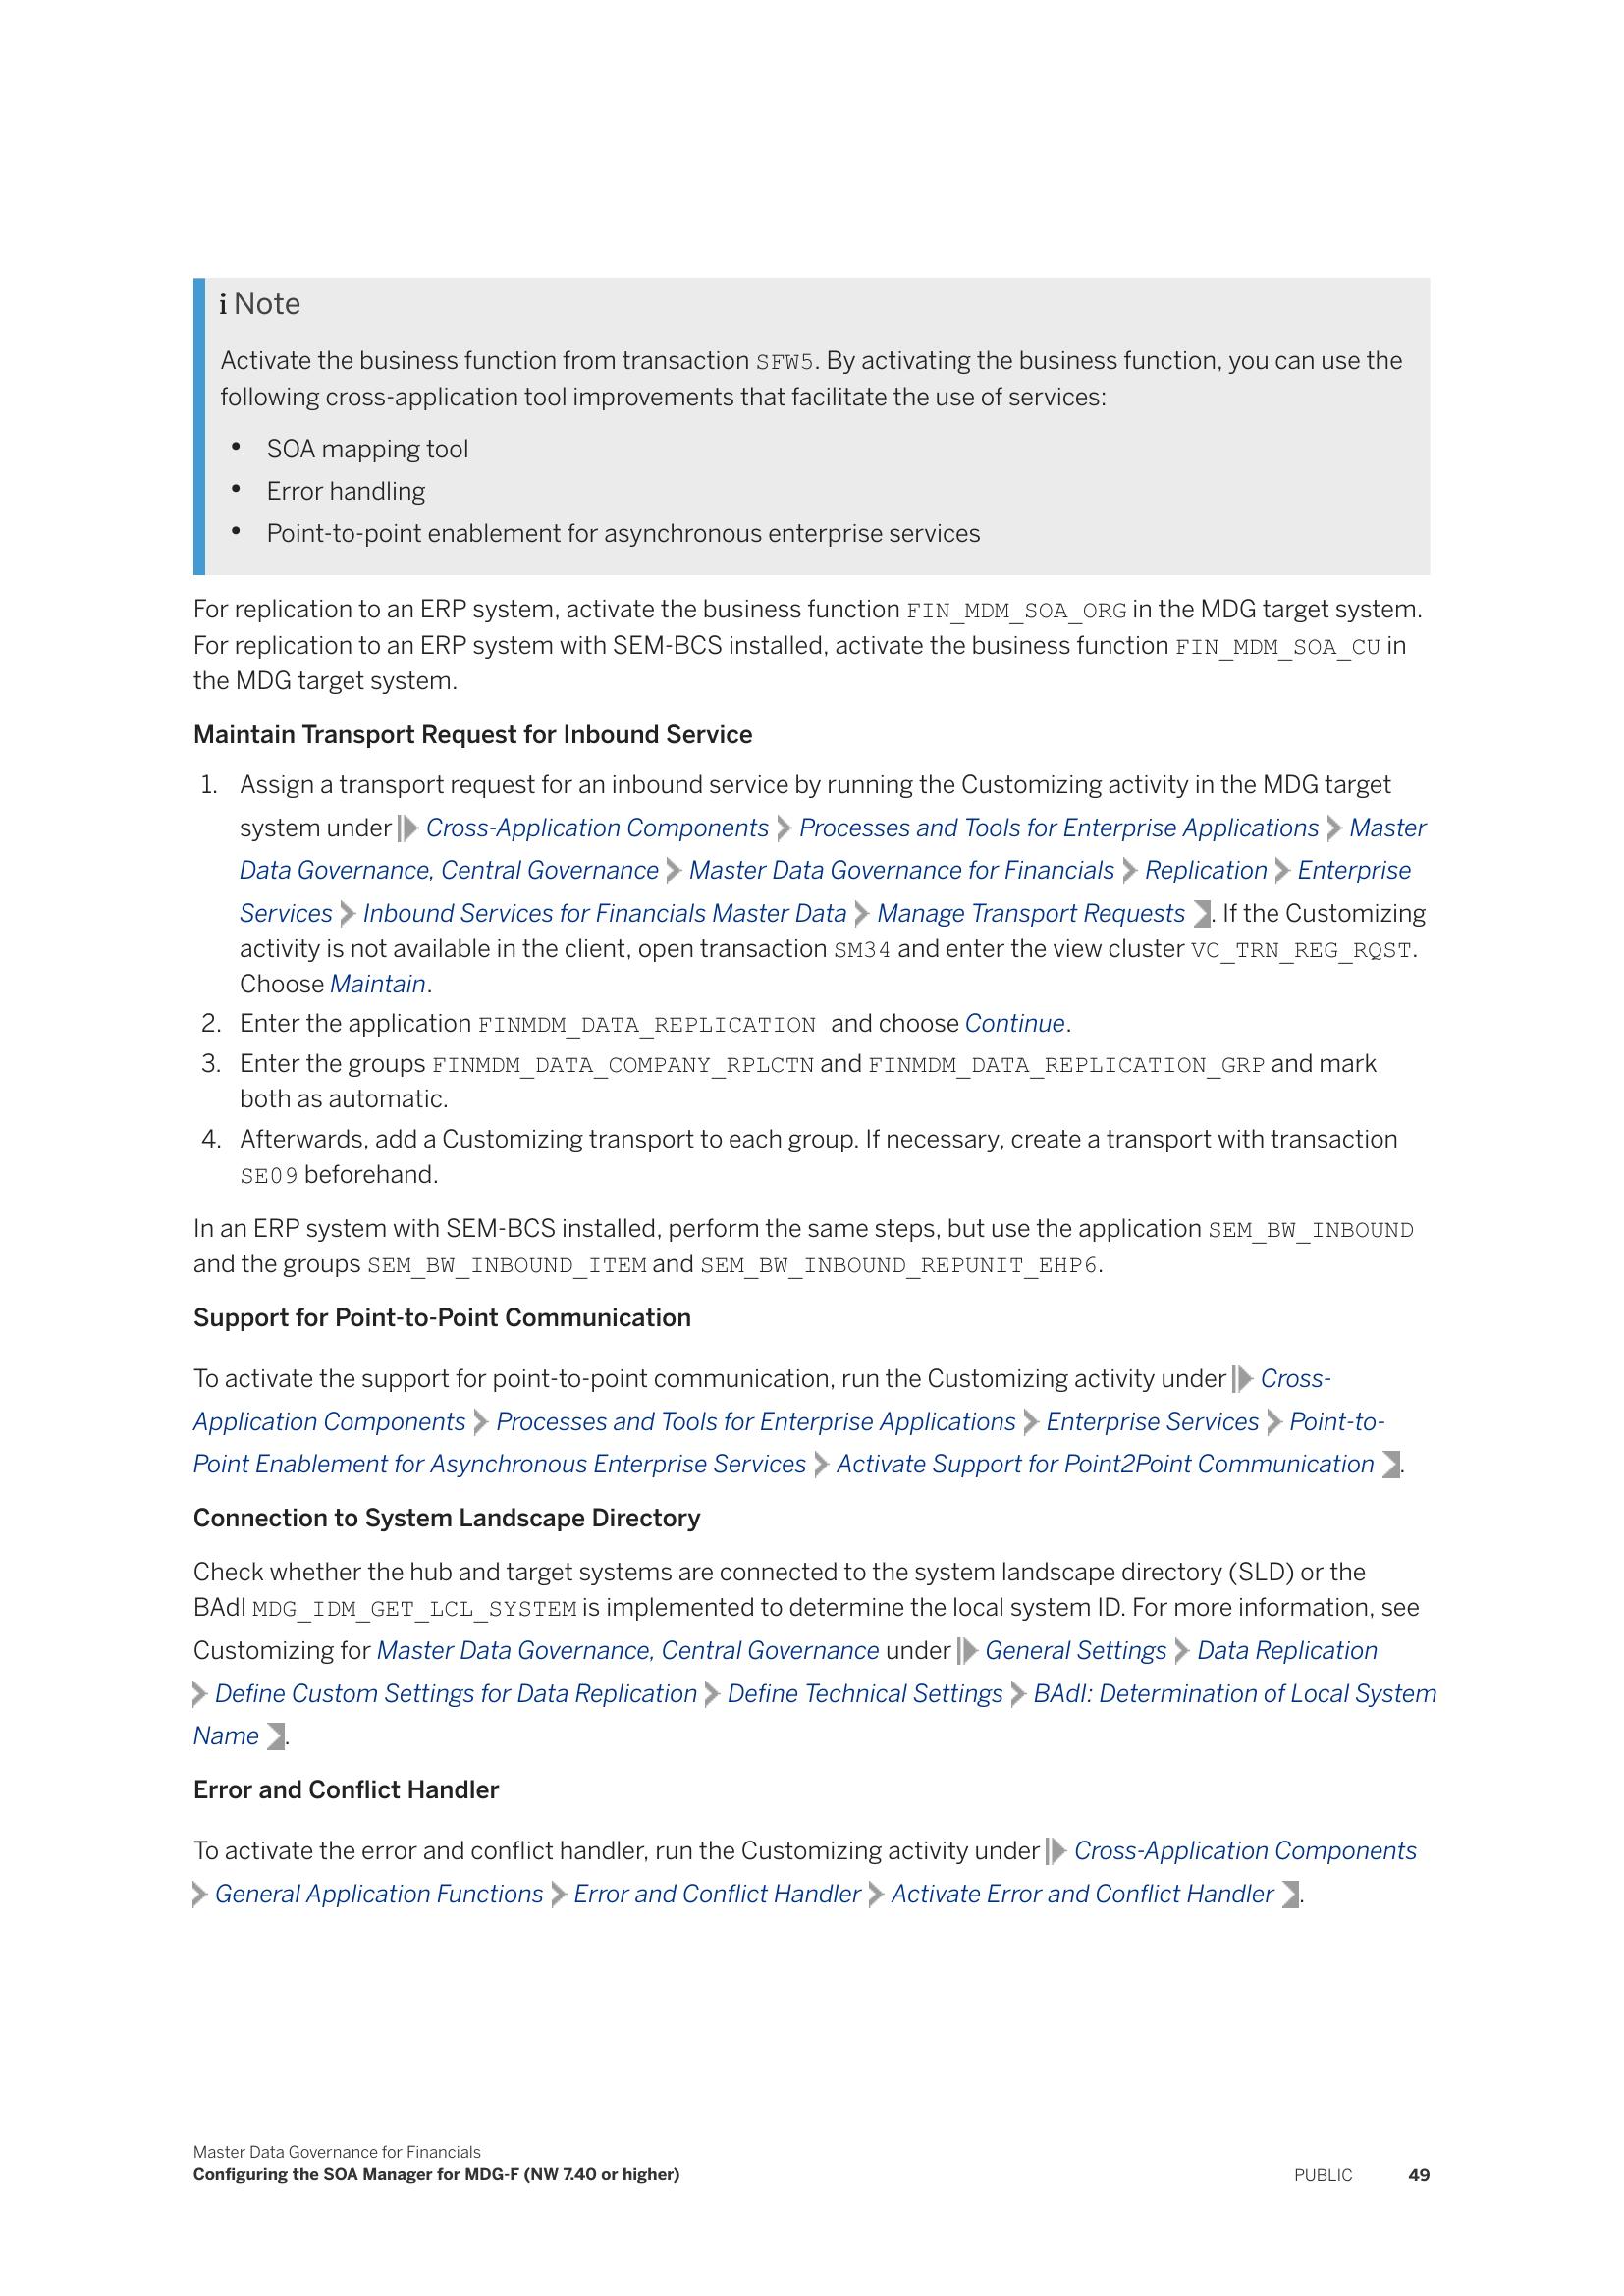 i Note
Activate the business function from transaction SFW5. By activating the business function, you can use the
following cross-application tool improvements that facilitate the use of services:
• SOA mapping tool
• Error handling
• Point-to-point enablement for asynchronous enterprise services
For replication to an ERP system, activate the business function FIN_MDM_SOA_ORG in the MDG target system.
For replication to an ERP system with SEM-BCS installed, activate the business function FIN_MDM_SOA_CU in
the MDG target system.
Maintain Transport Request for Inbound Service
1. Assign a transport request for an inbound service by running the Customizing activity in the MDG target
system under Cross-Application Components Processes and Tools for Enterprise Applications Master
Data Governance, Central Governance Master Data Governance for Financials Replication Enterprise
Services Inbound Services for Financials Master Data Manage Transport Requests . If the Customizing
activity is not available in the client, open transaction SM34 and enter the view cluster VC_TRN_REG_RQST.
Choose Maintain.
2. Enter the application FINMDM_DATA_REPLICATION and choose Continue.
3. Enter the groups FINMDM_DATA_COMPANY_RPLCTN and FINMDM_DATA_REPLICATION_GRP and mark
both as automatic.
4. Afterwards, add a Customizing transport to each group. If necessary, create a transport with transaction
SE09 beforehand.
In an ERP system with SEM-BCS installed, perform the same steps, but use the application SEM_BW_INBOUND
and the groups SEM_BW_INBOUND_ITEM and SEM_BW_INBOUND_REPUNIT_EHP6.
Support for Point-to-Point Communication
To activate the support for point-to-point communication, run the Customizing activity under Cross-
Application Components Processes and Tools for Enterprise Applications Enterprise Services Point-to-
Point Enablement for Asynchronous Enterprise Services Activate Support for Point2Point Communication .
Connection to System Landscape Directory
Check whether the hub and target systems are connected to the system landscape directory (SLD) or the
BAdI MDG_IDM_GET_LCL_SYSTEM is implemented to determine the local system ID. For more information, see
Customizing for Master Data Governance, Central Governance under General Settings Data Replication
Define Custom Settings for Data Replication Define Technical Settings BAdI: Determination of Local System
Name .
Error and Conflict Handler
To activate the error and conflict handler, run the Customizing activity under Cross-Application Components
General Application Functions Error and Conflict Handler Activate Error and Conflict Handler .
Master Data Governance for Financials
Configuring the SOA Manager for MDG-F (NW 7.40 or higher) PUBLIC 49